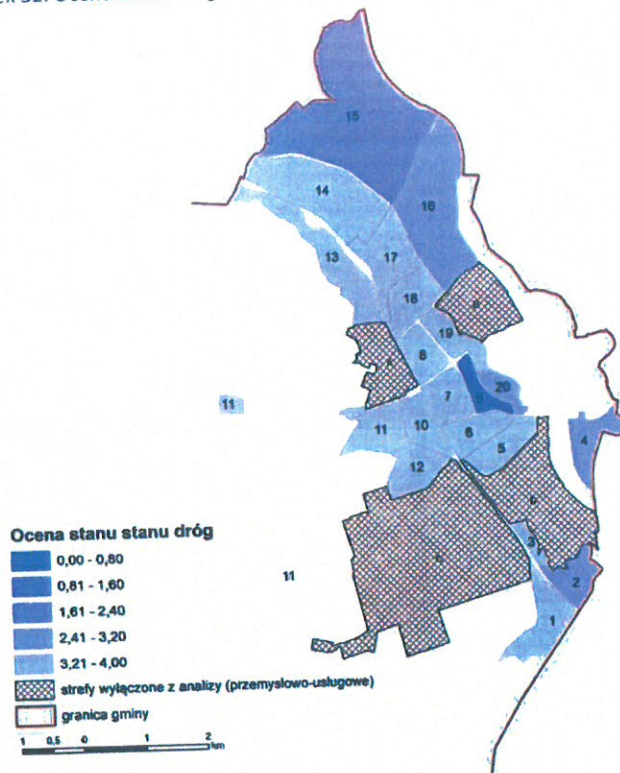 15
14
16
13
17
18
19
8
7
20
11
11
10
6
5
4
12
3
2
1
11
Ocena stanu stanu dróg
0,00 - 0,80
0,81 - 1,60
1,61 - 2,40
2,41 - 3,20
3,21 - 4,00
strefy wyłączone z analizy (przemysłowo-usługowe)
granica gminy
1 0,5 0 1 2
km